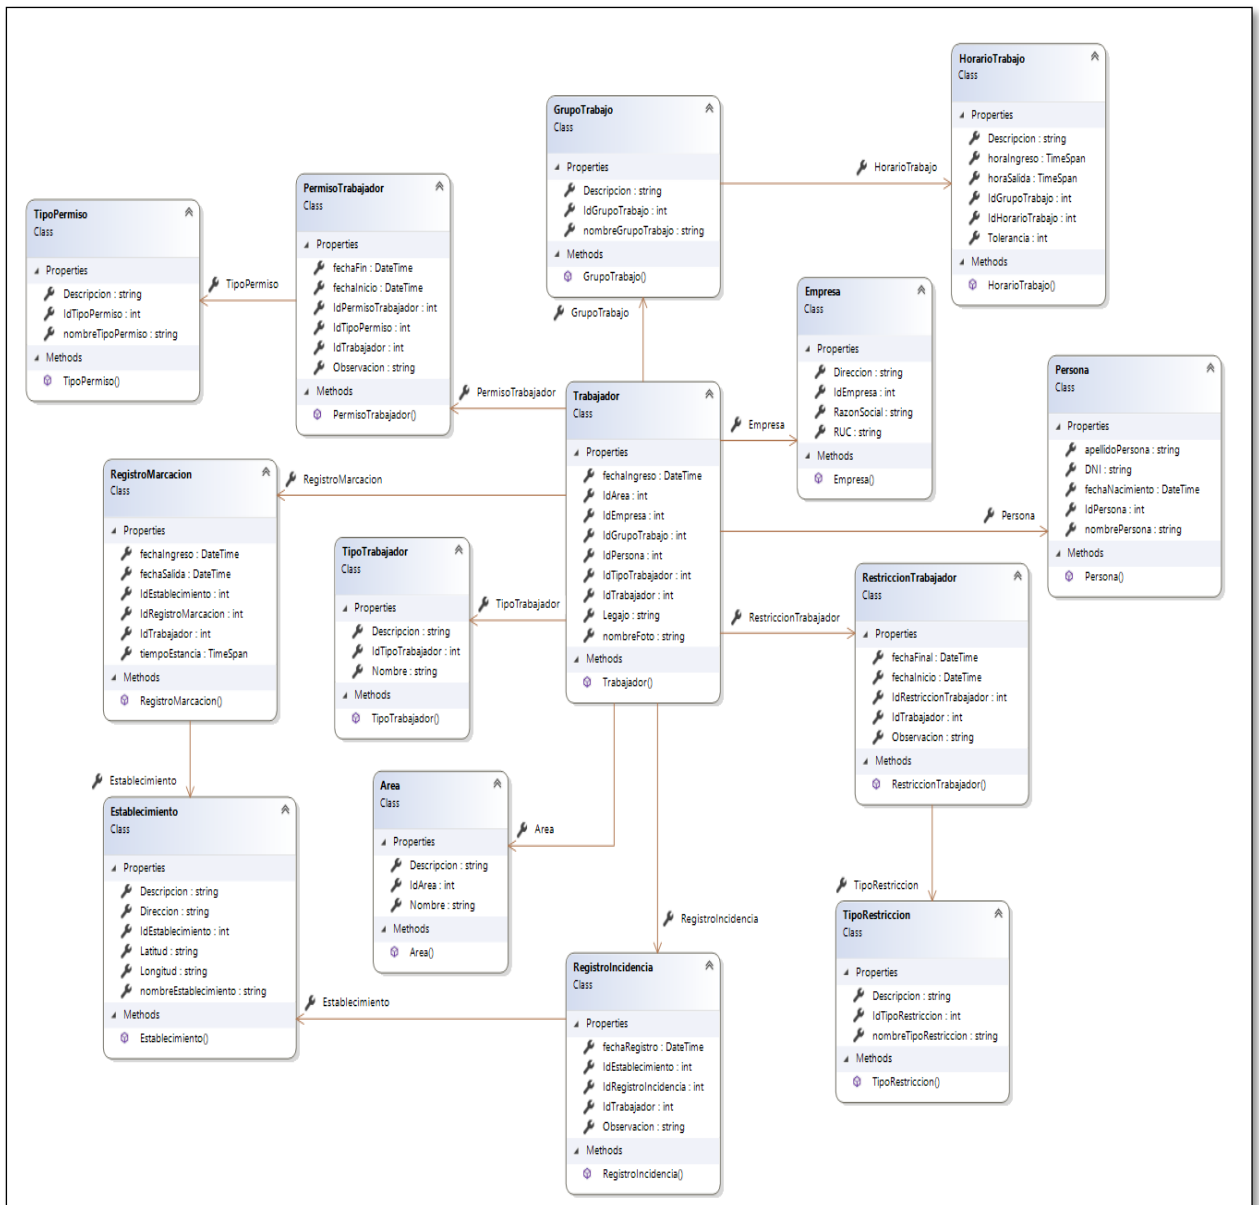 HorarioTrabajo
Class
Properties
Descripcion : string
horaIngreso : TimeSpan
horaSalida : TimeSpan
IdGrupoTrabajo : int
IdHorarioTrabajo : int
Tolerancia : int
Methods
HorarioTrabajo()
GrupoTrabajo
Class
Properties
Descripcion : string
IdGrupoTrabajo : int
nombreGrupoTrabajo : string
Methods
GrupoTrabajo()
HorarioTrabajo
PermisoTrabajador
Class
Properties
fechaFin : DateTime
fechaInicio : DateTime
IdPermisoTrabajador : int
IdTipoPermiso : int
IdTrabajador : int
Observacion : string
Methods
PermisoTrabajador()
TipoPermiso
Class
Properties
Descripcion : string
IdTipoPermiso : int
nombreTipoPermiso : string
Methods
TipoPermiso()
TipoPermiso
GrupoTrabajo
Empresa
Class
Properties
Direccion : string
IdEmpresa : int
RazonSocial : string
RUC : string
Methods
Empresa()
Persona
Class
Properties
apellidoPersona : string
DNI : string
fechaNacimiento : DateTime
IdPersona : int
nombrePersona : string
Methods
Persona()
PermisoTrabajador
Trabajador
Class
Properties
fechaIngreso : DateTime
IdArea : int
IdEmpresa : int
IdGrupoTrabajo : int
IdPersona : int
IdTipoTrabajador : int
IdTrabajador : int
Legajo : string
nombreFoto : string
Methods
Trabajador()
Empresa
Persona
RegistroMarcacion
Class
Properties
fechaIngreso : DateTime
fechaSalida : DateTime
IdEstablecimiento : int
IdRegistroMarcacion : int
IdTrabajador : int
tiempoEstancia : TimeSpan
Methods
RegistroMarcacion()
RegistroMarcacion
TipoTrabajador
Class
Properties
Descripcion : string
IdTipoTrabajador : int
Nombre : string
Methods
TipoTrabajador()
TipoTrabajador
RestriccionTrabajador
RestriccionTrabajador
Class
Properties
fechaFinal : DateTime
fechaInicio : DateTime
IdRestriccionTrabajador : int
IdTrabajador : int
Observacion : string
Methods
RestriccionTrabajador()
Establecimiento
Establecimiento
Class
Properties
Descripcion : string
Direccion : string
IdEstablecimiento : int
Latitud : string
Longitud : string
nombreEstablecimiento : string
Methods
Establecimiento()
Area
Class
Properties
Descripcion : string
IdArea : int
Nombre : string
Methods
Area()
Area
TipoRestriccion
RegistroIncidencia
TipoRestriccion
Class
Properties
Descripcion : string
IdTipoRestriccion : int
nombreTipoRestriccion : string
Methods
TipoRestriccion()
Establecimiento
RegistroIncidencia
Class
Properties
fechaRegistro : DateTime
IdEstablecimiento : int
IdRegistroIncidencia : int
IdTrabajador : int
Observacion : string
Methods
RegistroIncidencia()